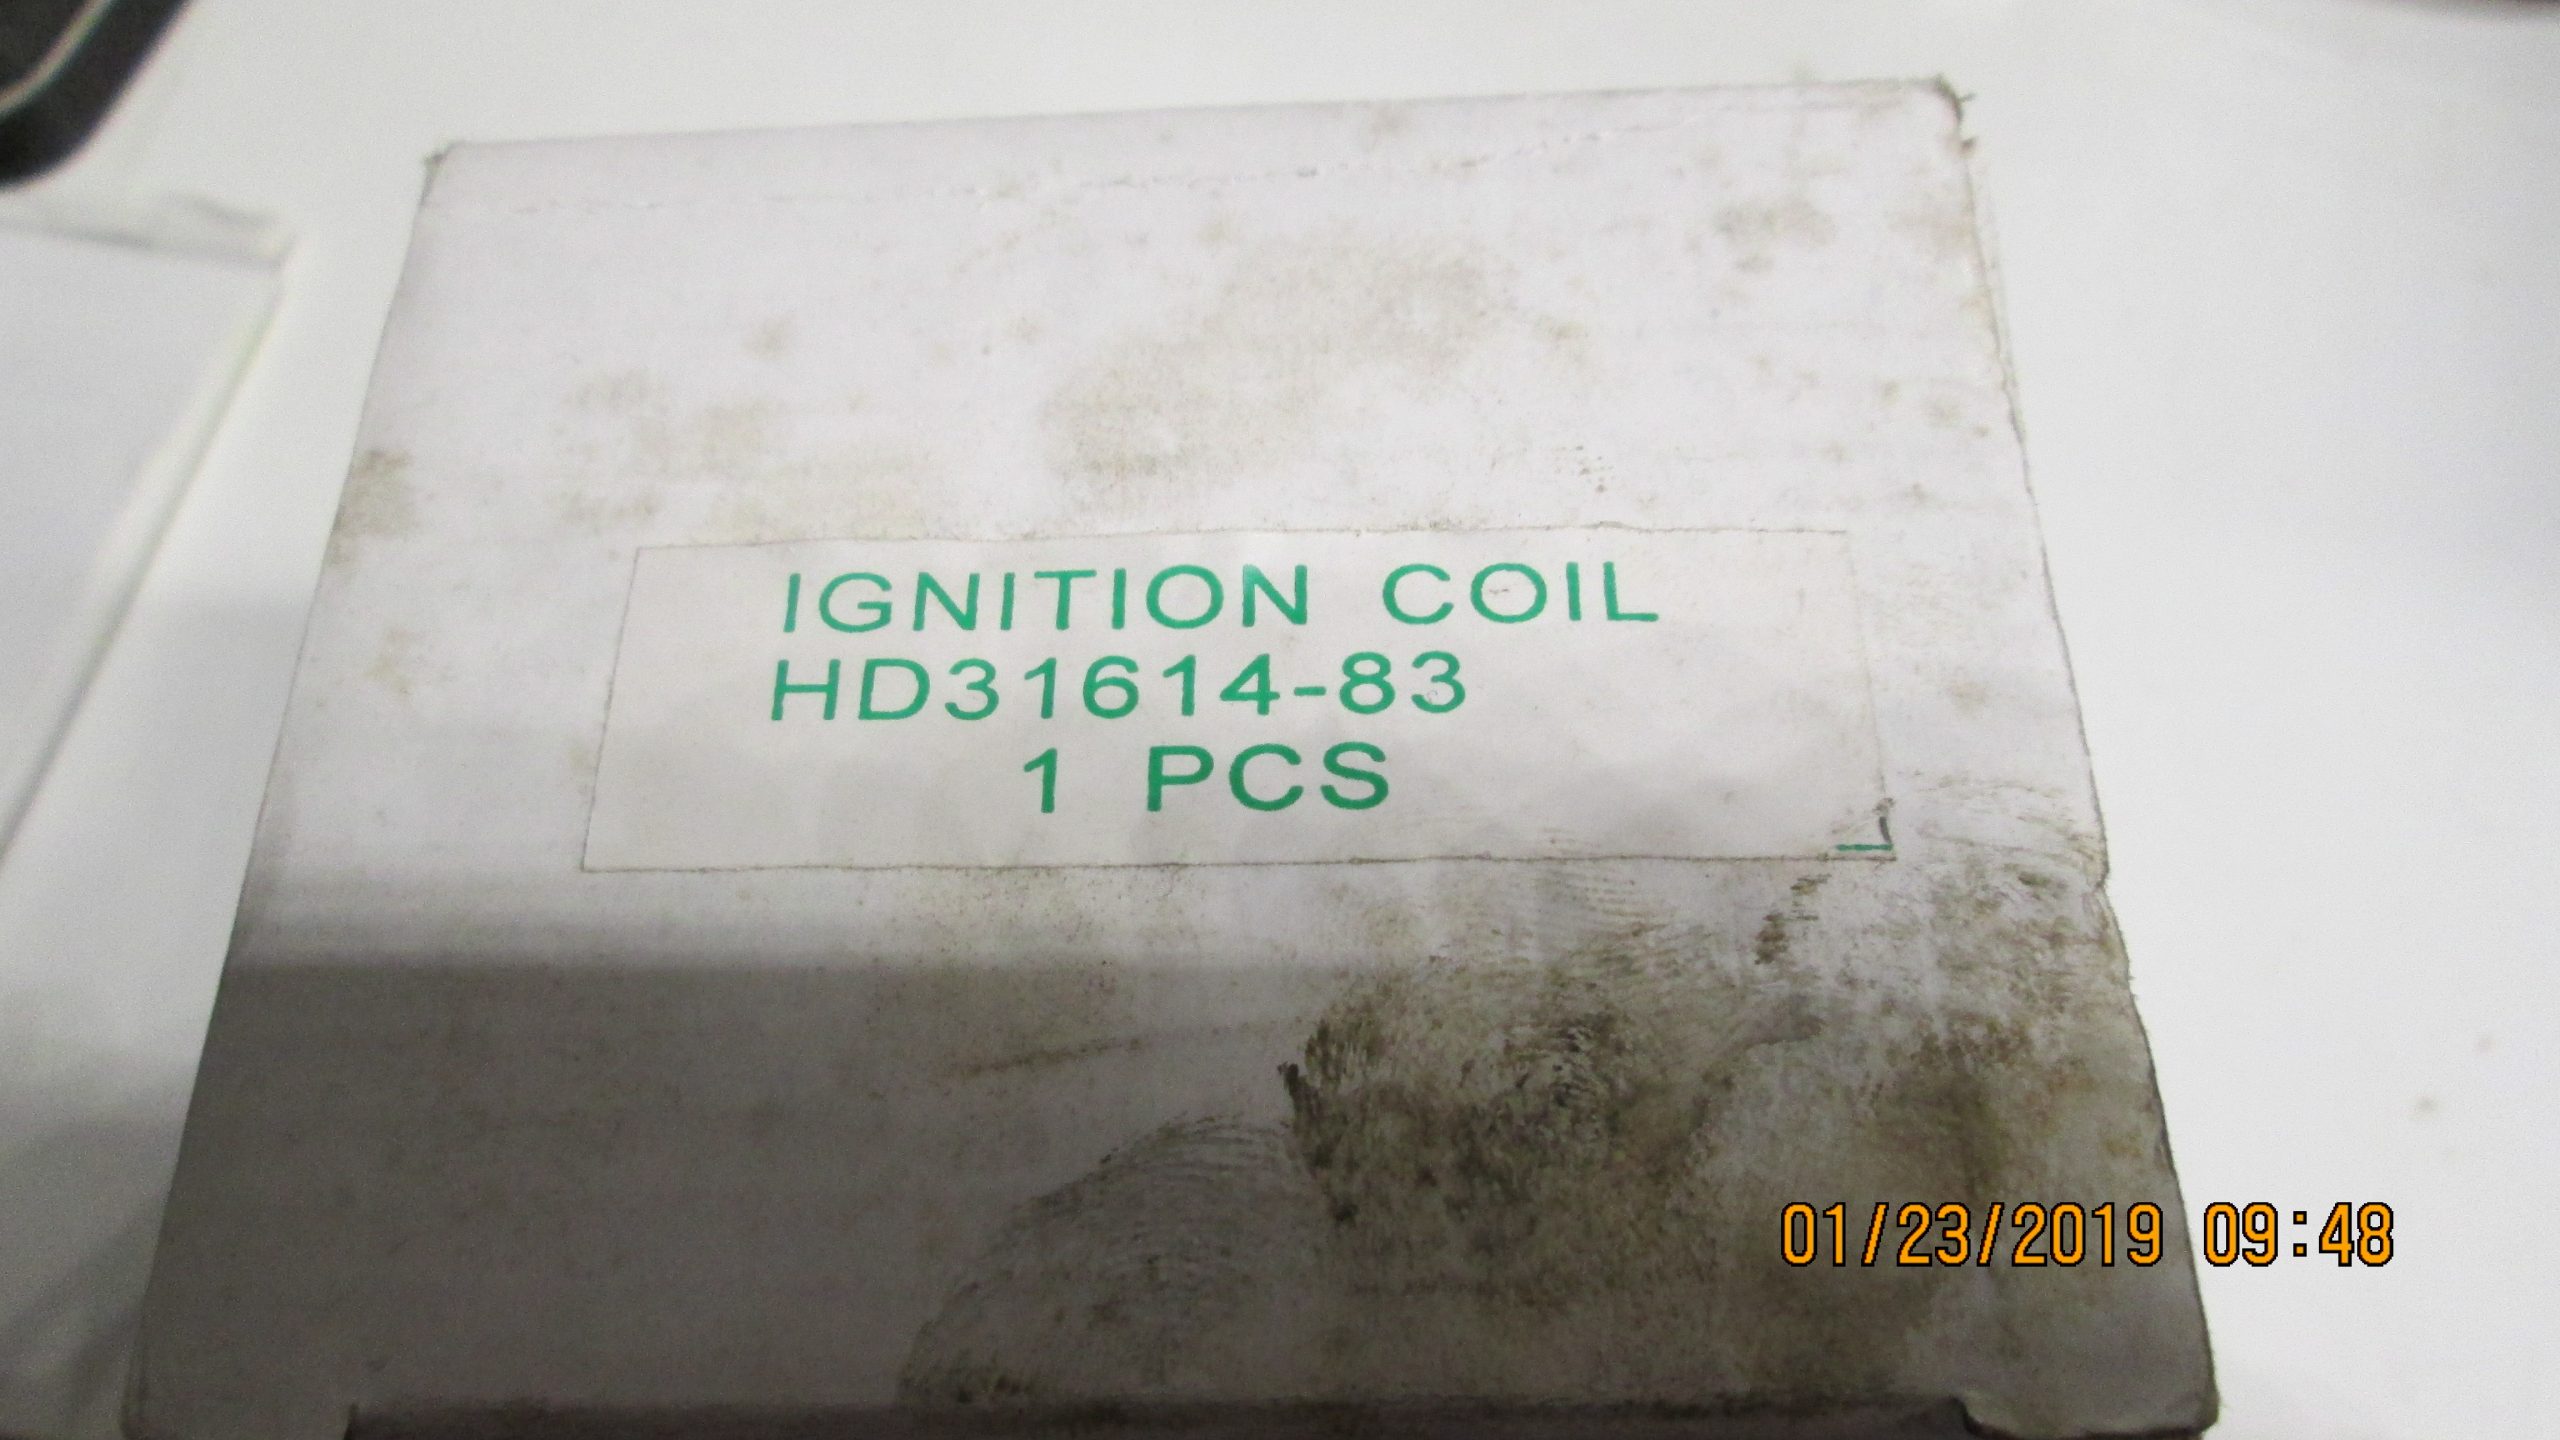 IGNITION COIL
HD31614-83
1 PCS
01/23/2019 09:48